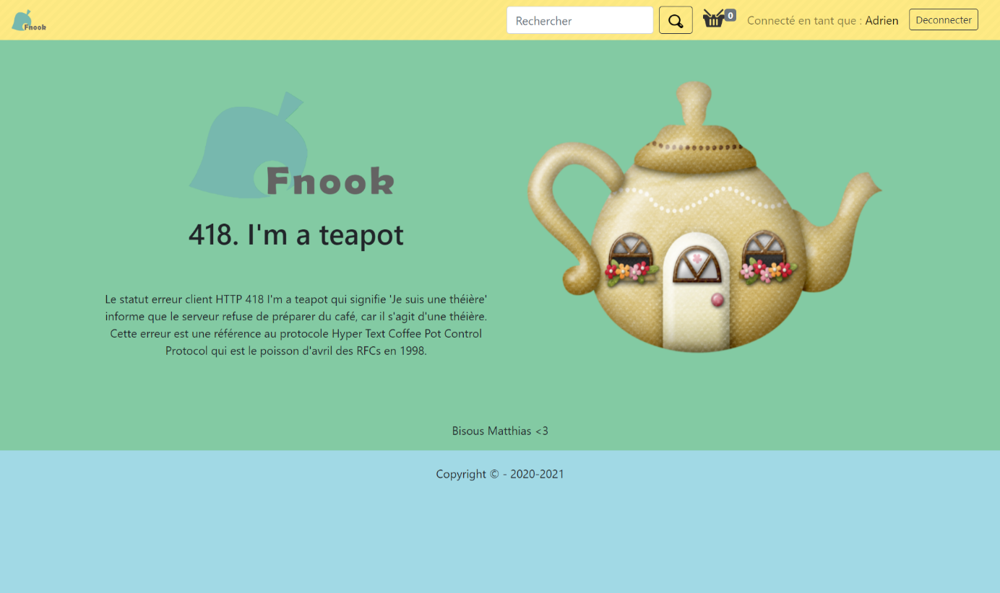 Fnook
Rechercher
0
Connecté en tant que : Adrien
Deconnecter
Fnook
418. I'm a teapot
Le statut erreur client HTTP 418 I'm a teapot qui signifie 'Je suis une théière'
informe que le serveur refuse de préparer du café, car il s'agit d'une théière.
Cette erreur est une référence au protocole Hyper Text Coffee Pot Control
Protocol qui est le poisson d'avril des RFCs en 1998.
Bisous Matthias <3
Copyright © - 2020-2021